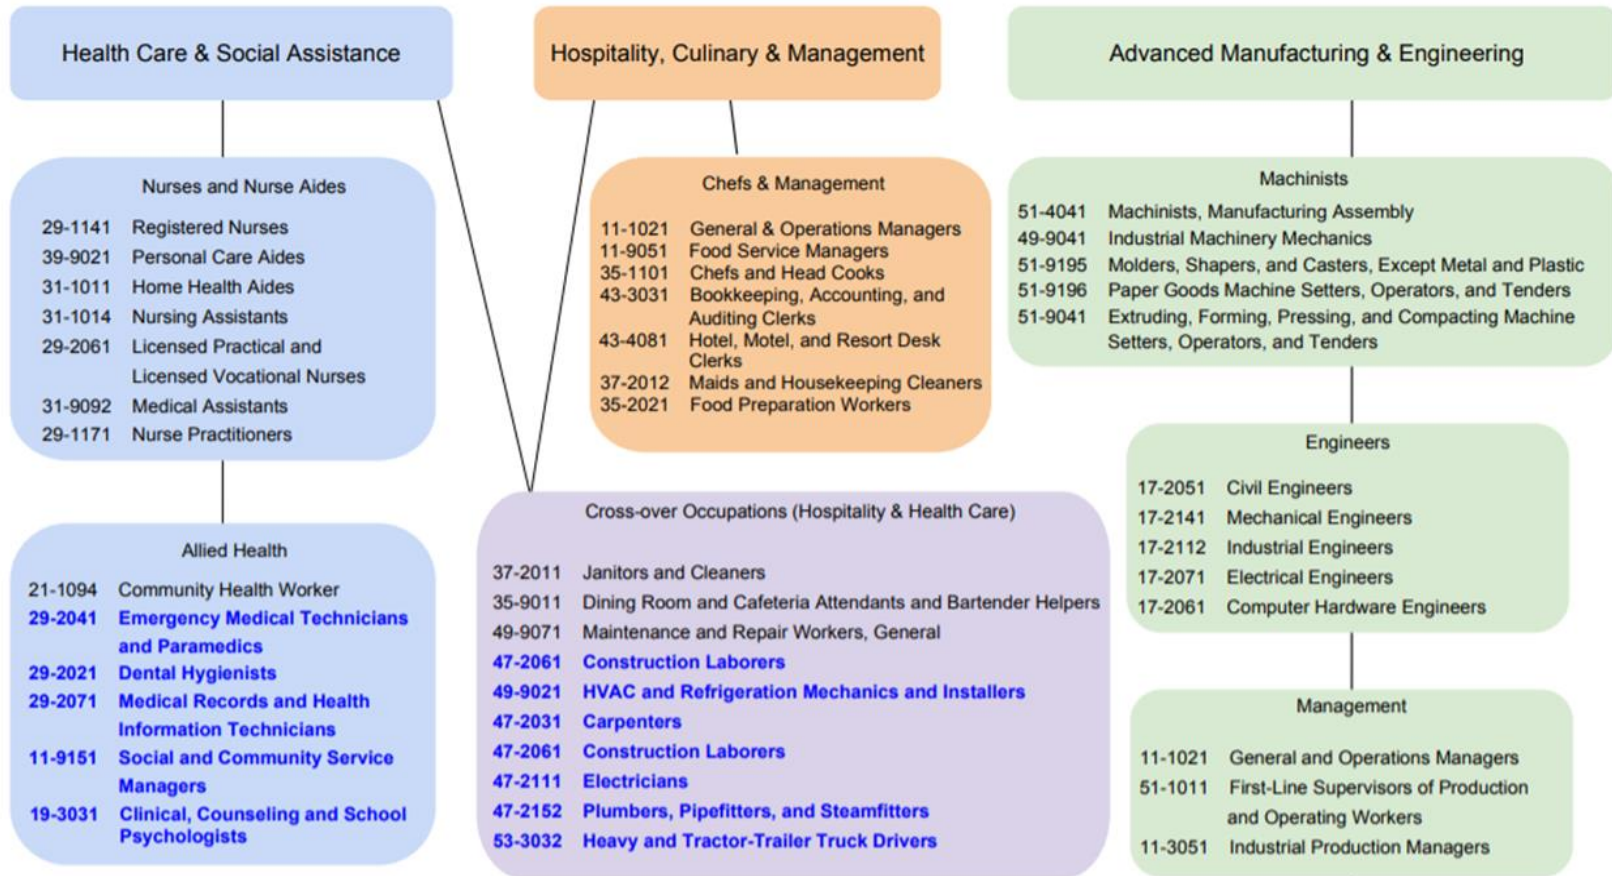 Health Care & Social Assistance
Nurses and Nurse Aides
29-1141 Registered Nurses
39-9021 Personal Care Aides
31-1011 Home Health Aides
31-1014 Nursing Assistants
29-2061 Licensed Practical and
Licensed Vocational Nurses
31-9092 Medical Assistants
29-1171 Nurse Practitioners
Allied Health
21-1094 Community Health Worker
29-2041 Emergency Medical Technicians
and Paramedics
29-2021 Dental Hygienists
29-2071 Medical Records and Health
Information Technicians
11-9151 Social and Community Service
Managers
19-3031 Clinical, Counseling and School
Psychologists
Hospitality, Culinary & Management
Chefs & Management
11-1021 General & Operations Managers
11-9051 Food Service Managers
35-1101 Chefs and Head Cooks
43-3031 Bookkeeping, Accounting, and
Auditing Clerks
43-4081 Hotel, Motel, and Resort Desk
Clerks
37-2012 Maids and Housekeeping Cleaners
35-2021 Food Preparation Workers
Cross-over Occupations (Hospitality & Health Care)
37-2011 Janitors and Cleaners
35-9011 Dining Room and Cafeteria Attendants and Bartender Helpers
49-9071 Maintenance and Repair Workers, General
47-2061 Construction Laborers
49-9021 HVAC and Refrigeration Mechanics and Installers
47-2031 Carpenters
47-2061 Construction Laborers
47-2111 Electricians
47-2152 Plumbers, Pipefitters, and Steamfitters
53-3032 Heavy and Tractor-Trailer Truck Drivers
Advanced Manufacturing & Engineering
Machinists
51-4041 Machinists, Manufacturing Assembly
49-9041 Industrial Machinery Mechanics
51-9195 Molders, Shapers, and Casters, Except Metal and Plastic
51-9196 Paper Goods Machine Setters, Operators, and Tenders
51-9041 Extruding, Forming, Pressing, and Compacting Machine
Setters, Operators, and Tenders
Engineers
17-2051 Civil Engineers
17-2141 Mechanical Engineers
17-2112 Industrial Engineers
17-2071 Electrical Engineers
17-2061 Computer Hardware Engineers
Management
11-1021 General and Operations Managers
51-1011 First-Line Supervisors of Production
and Operating Workers
11-3051 Industrial Production Managers